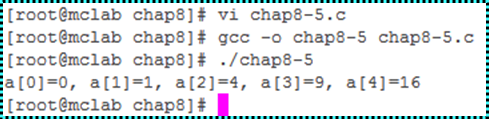 [root@mclab chap8]# vi chap8-5.c
[root@mclab chap8]# gcc -o chap8-5 chap8-5.c
[root@mclab chap8]# ./chap8-5
a[0]=0, a[1]=1, a[2]=4, a[3]=9, a[4]=16
[root@mclab chap8]#